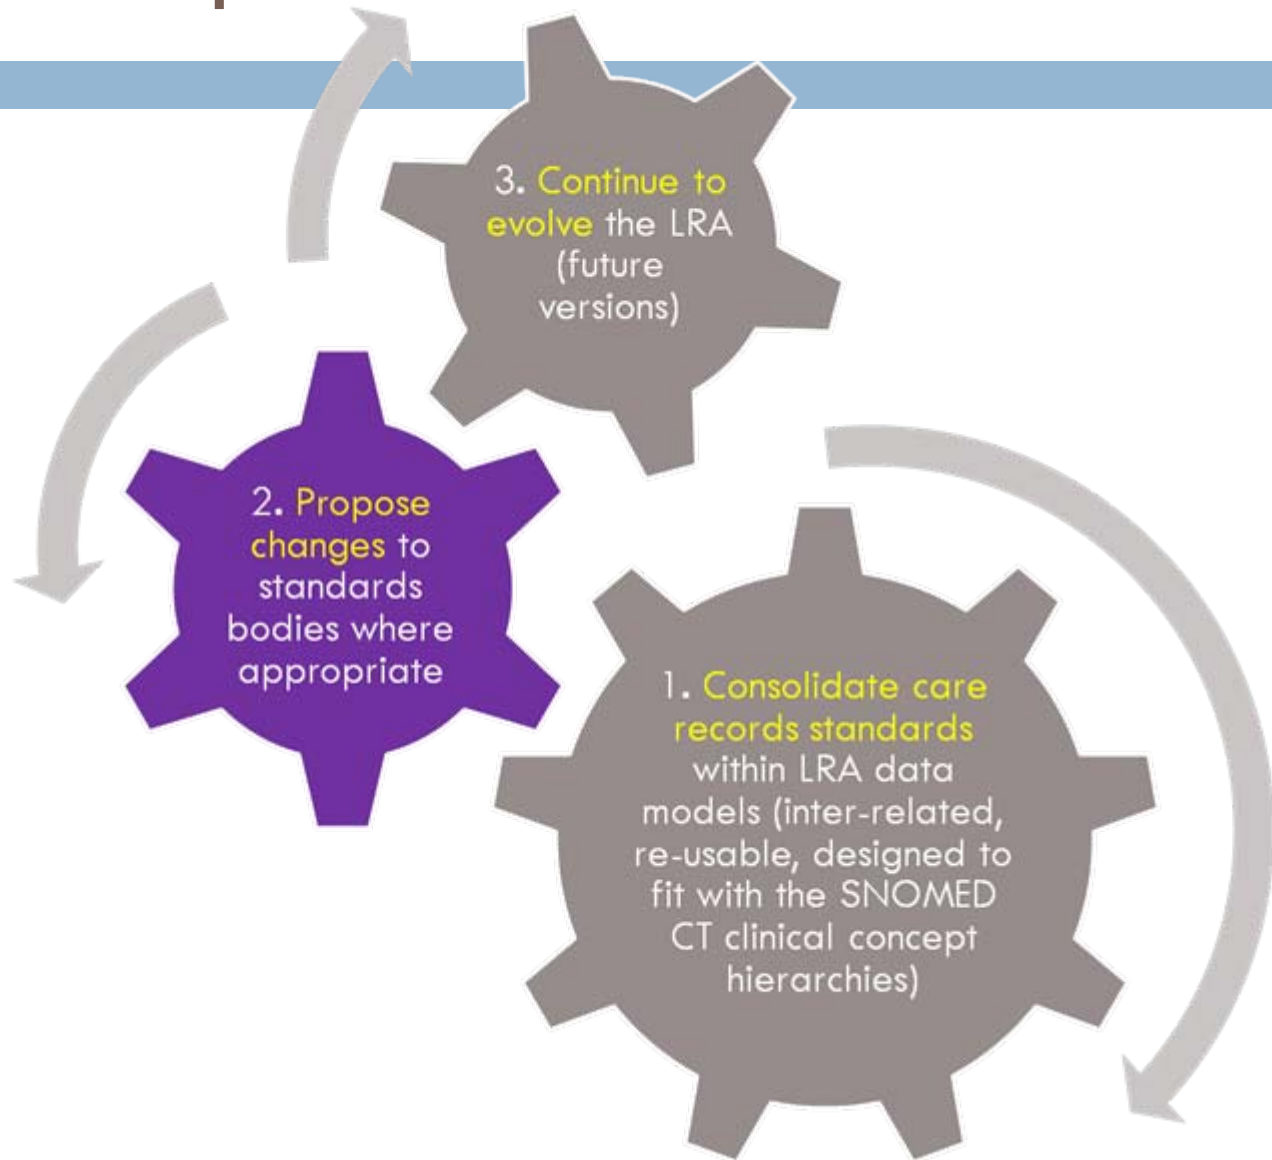 3. Continue to
evolve the LRA
(future
versions)
2. Propose
changes to
standards
bodies where
appropriate
1. Consolidate care
records standards
within LRA data
models (inter-related,
re-usable, designed to
fit with the SNOMED
CT clinical concept
hierarchies)